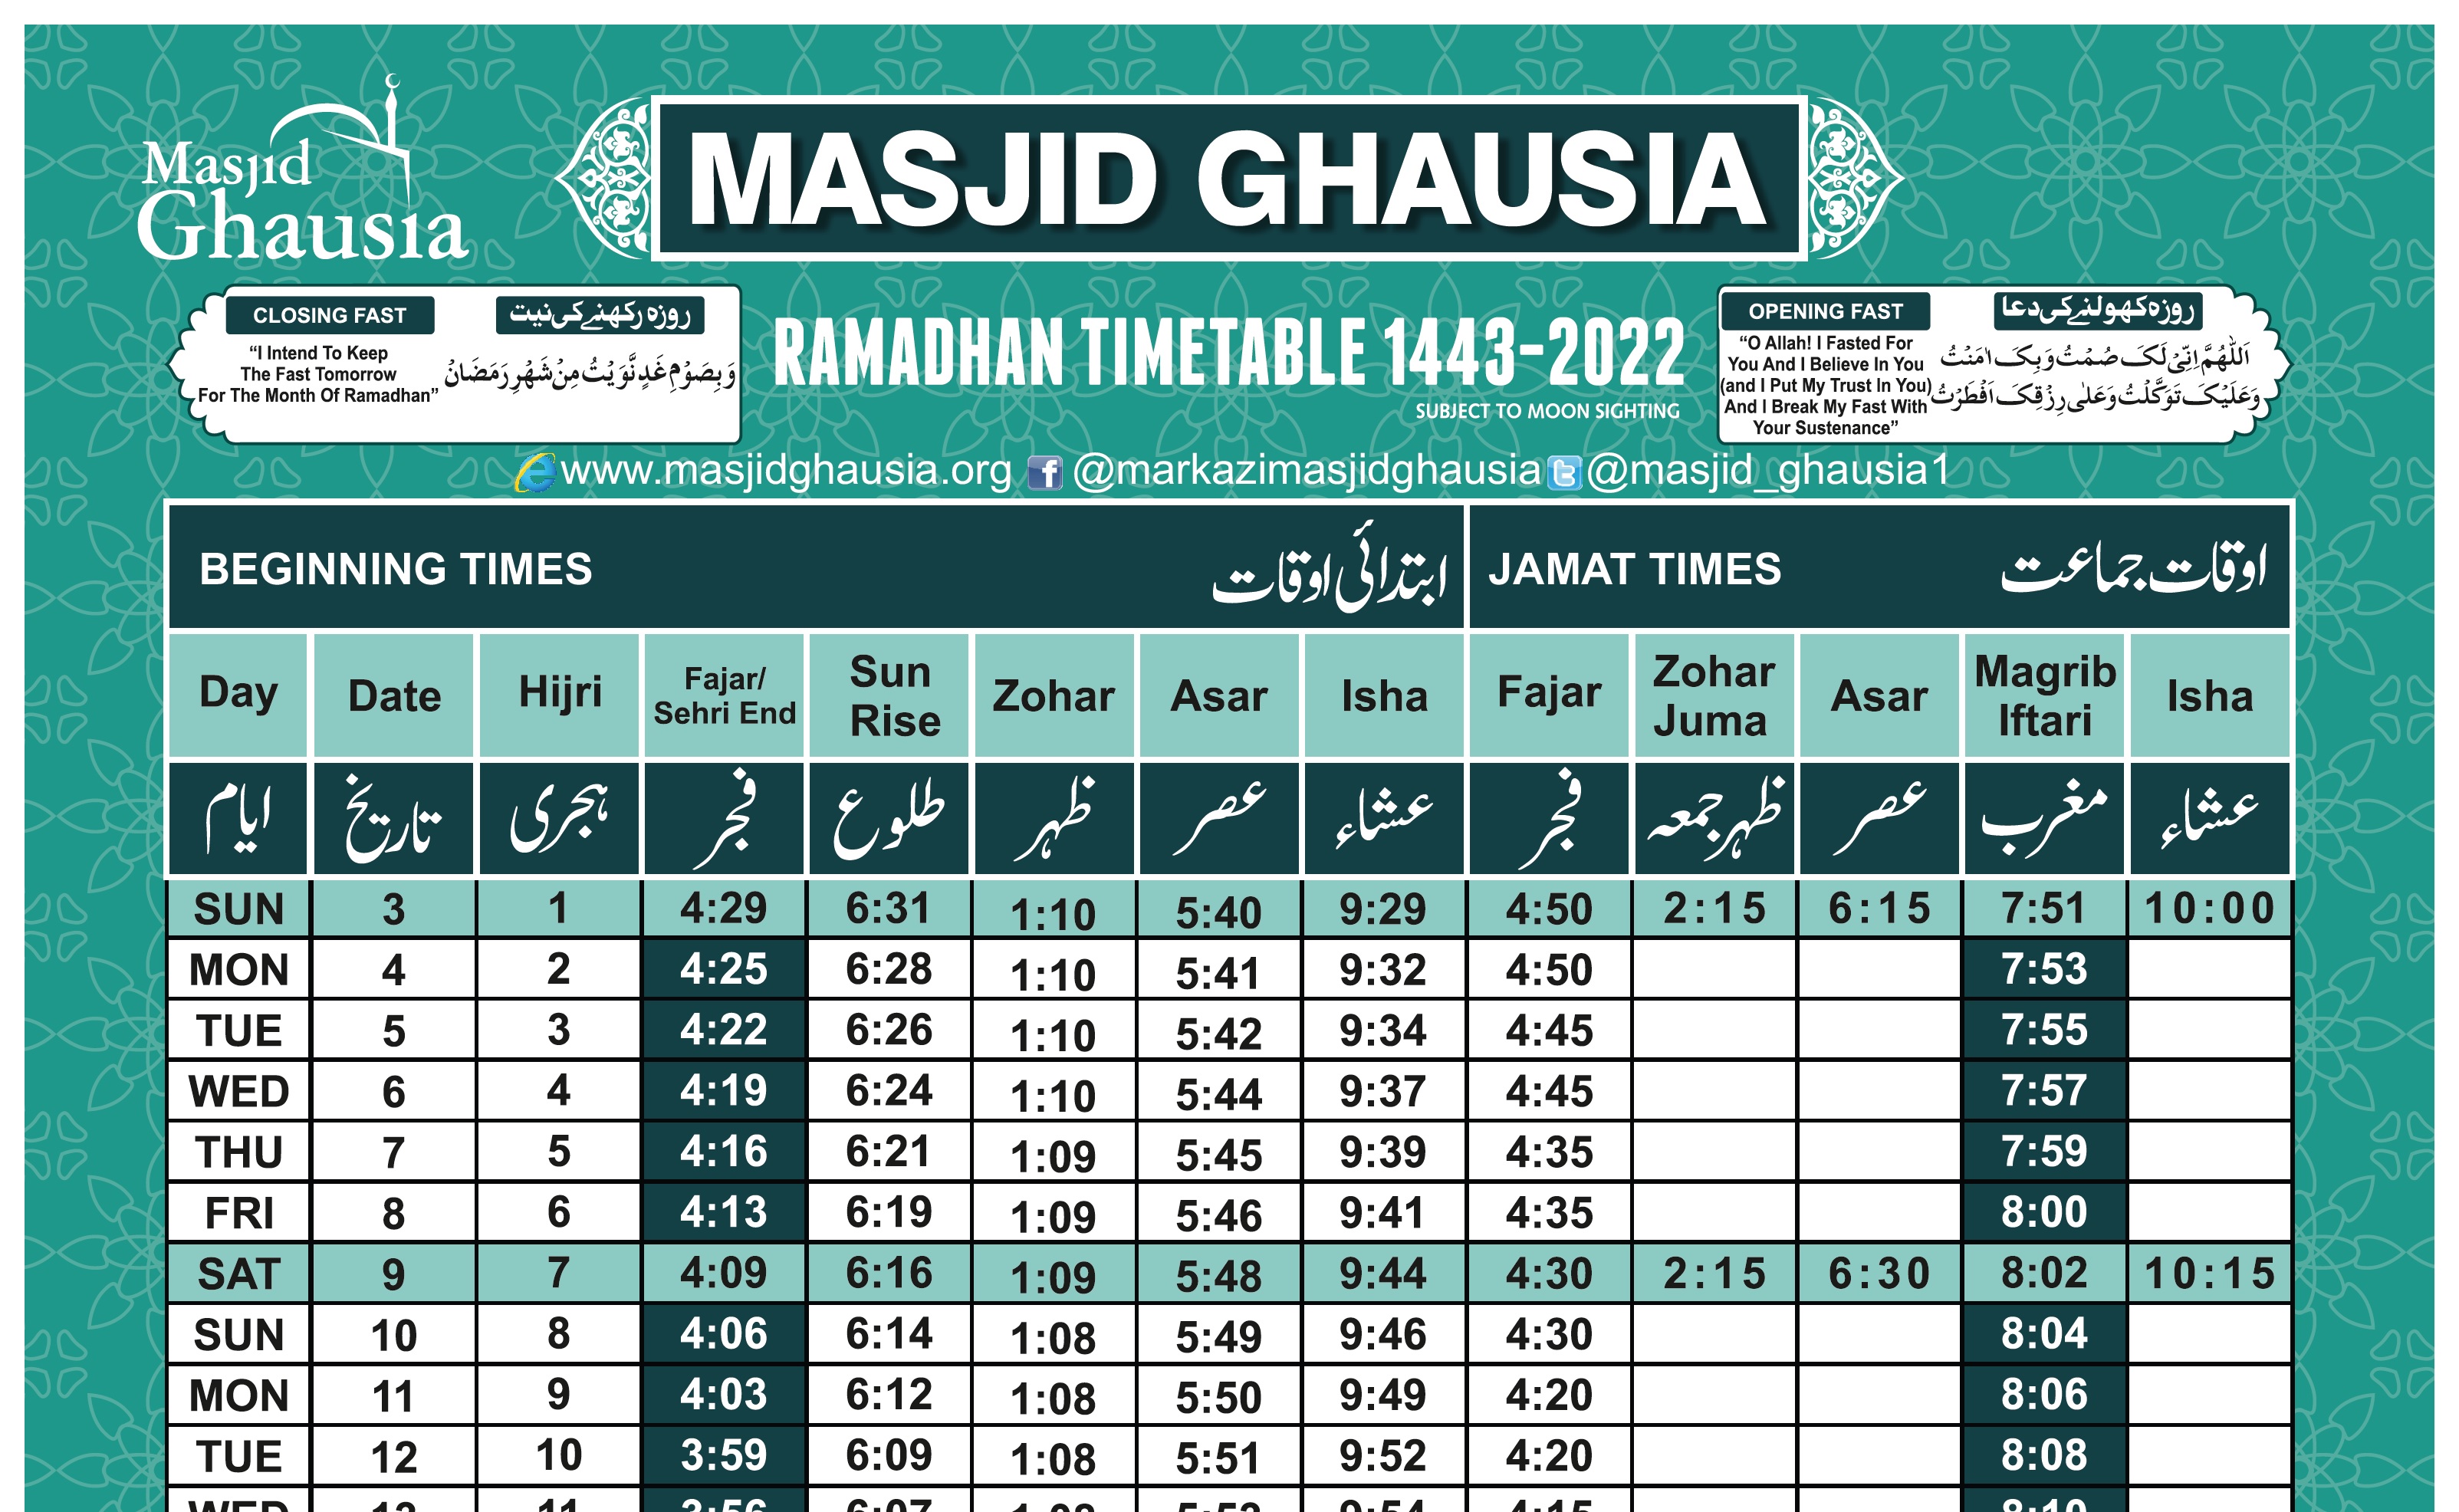 Masjid
Ghausia
MASJID GHAUSIA
CLOSING FAST
روزہ رکھنے کی نیت
“I Intend To Keep
The Fast Tomorrow
For The Month Of Ramadhan”
وَبِصَوْمِ غَدٍ نَّوَيْتُ مِنْ شَهْرِ رَمَضَانْ
RAMADHAN TIMETABLE 1443-2022
SUBJECT TO MOON SIGHTING
OPENING FAST
روزہ کھولنے کی دعا
“O Allah! I Fasted For
You And I Believe In You
(and I Put My Trust In You)
And I Break My Fast With
Your Sustenance”
اَللّٰهُمَّ اِنِّىْ لَکَ صُمْتُ وَبِکَ اٰمَنْتُ
وَعَلَيْکَ تَوَکَّلْتُ وَعَلٰى رِزْقِکَ اَفْطَرْتُ
www.masjidghausia.org @markazimasjidghausia @masjid_ghausia1
BEGINNING TIMES ابتدائی اوقات JAMAT TIMES اوقات جماعت
Day Date Hijri Fajar/ Sehri End Sun Rise Zohar Asar Isha Fajar Zohar Juma Asar Magrib Iftari Isha
ایام تاریخ ہجری فجر طلوع ظہر عصر عشاء فجر ظہر جمعہ عصر مغرب عشاء
SUN 3 1 4:29 6:31 1:10 5:40 9:29 4:50 2:15 6:15 7:51 10:00
MON 4 2 4:25 6:28 1:10 5:41 9:32 4:50 7:53
TUE 5 3 4:22 6:26 1:10 5:42 9:34 4:45 7:55
WED 6 4 4:19 6:24 1:10 5:44 9:37 4:45 7:57
THU 7 5 4:16 6:21 1:09 5:45 9:39 4:35 7:59
FRI 8 6 4:13 6:19 1:09 5:46 9:41 4:35 8:00
SAT 9 7 4:09 6:16 1:09 5:48 9:44 4:30 2:15 6:30 8:02 10:15
SUN 10 8 4:06 6:14 1:08 5:49 9:46 4:30 8:04
MON 11 9 4:03 6:12 1:08 5:50 9:49 4:20 8:06
TUE 12 10 3:59 6:09 1:08 5:51 9:52 4:20 8:08